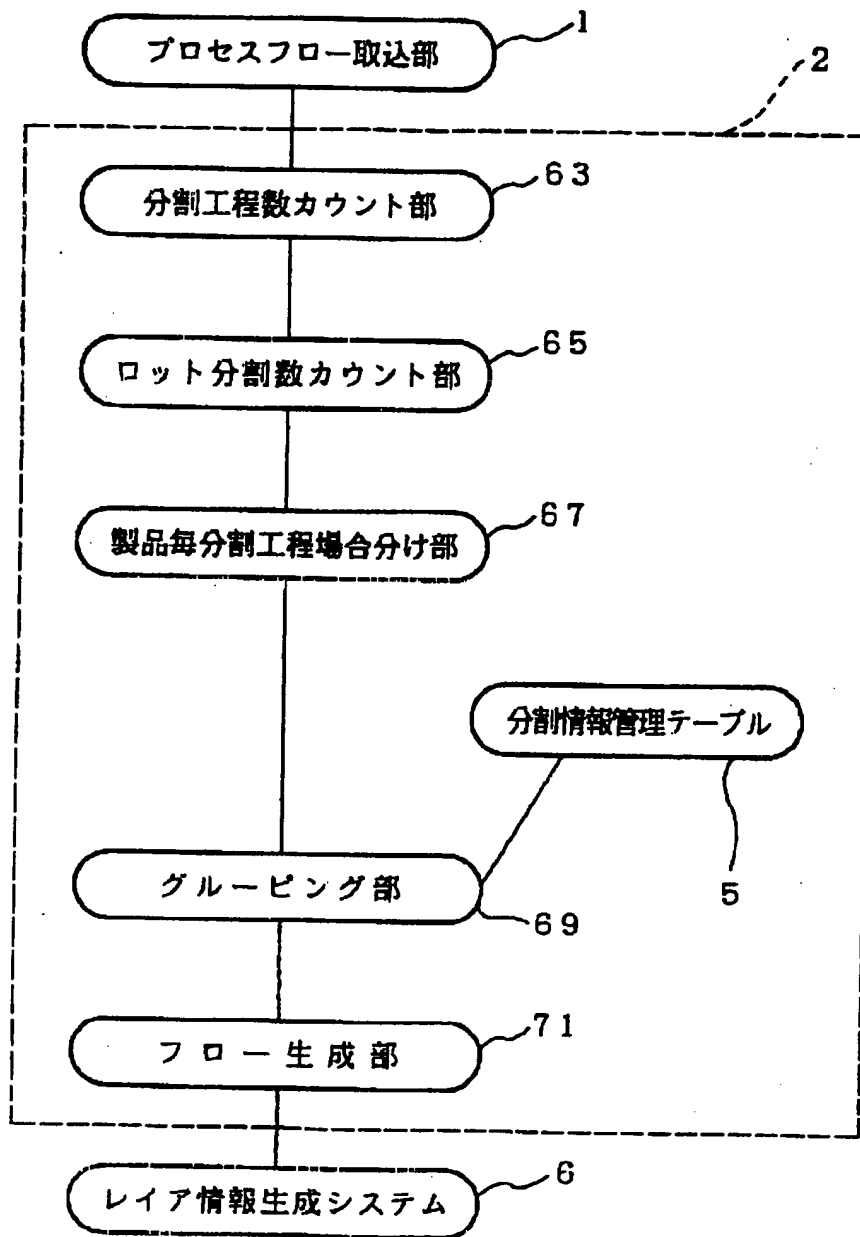 プロセスフロー取込部
1
2
分割工程数カウント部
63
ロット分割数カウント部
65
製品毎分割工程場合分け部
67
分割情報管理テーブル
5
グルーピング部
69
フロー生成部
71
レイア情報生成システム
6